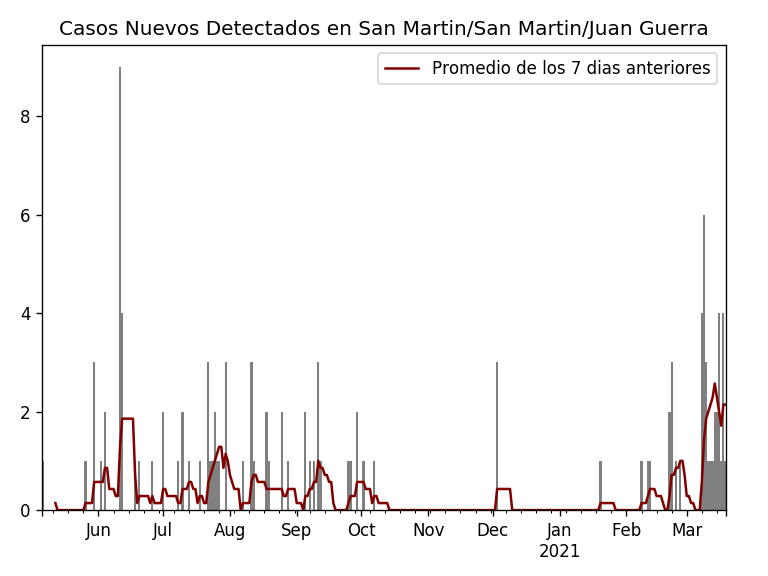 Casos Nuevos Detectados en San Martin/San Martin/Juan Guerra
Promedio de los 7 dias anteriores
8
6
4
2
0
Jun Jul Aug Sep Oct Nov Dec Jan Feb Mar
2021